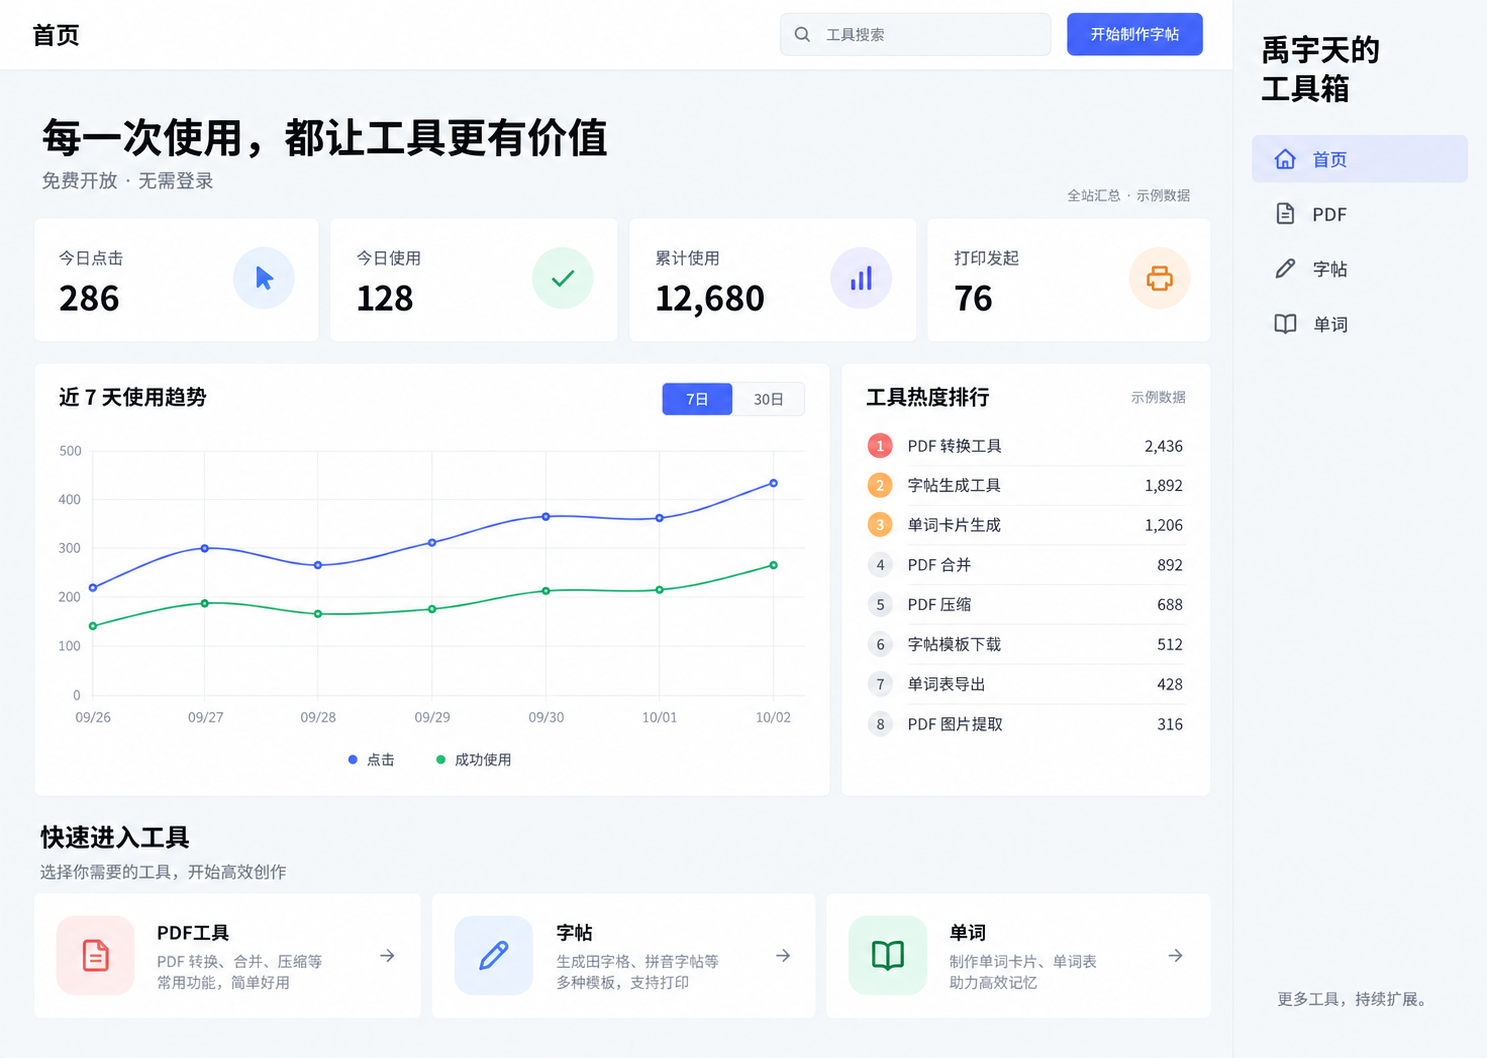 首页
工具搜索
开始制作字帖
每一次使用，都让工具更有价值
免费开放 · 无需登录
全站汇总 · 示例数据
今日点击
286
今日使用
128
累计使用
12,680
打印发起
76
近 7 天使用趋势
7日
30日
500
400
300
200
100
0
09/26
09/27
09/28
09/29
09/30
10/01
10/02
点击
成功使用
工具热度排行
示例数据
1 PDF 转换工具 2,436
2 字帖生成工具 1,892
3 单词卡片生成 1,206
4 PDF 合并 892
5 PDF 压缩 688
6 字帖模板下载 512
7 单词表导出 428
8 PDF 图片提取 316
快速进入工具
选择你需要的工具，开始高效创作
PDF工具
PDF 转换、合并、压缩等
常用功能，简单好用
字帖
生成田字格、拼音字帖等
多种模板，支持打印
单词
制作单词卡片、单词表
助力高效记忆
禹宇天的
工具箱
首页
PDF
字帖
单词
更多工具，持续扩展。